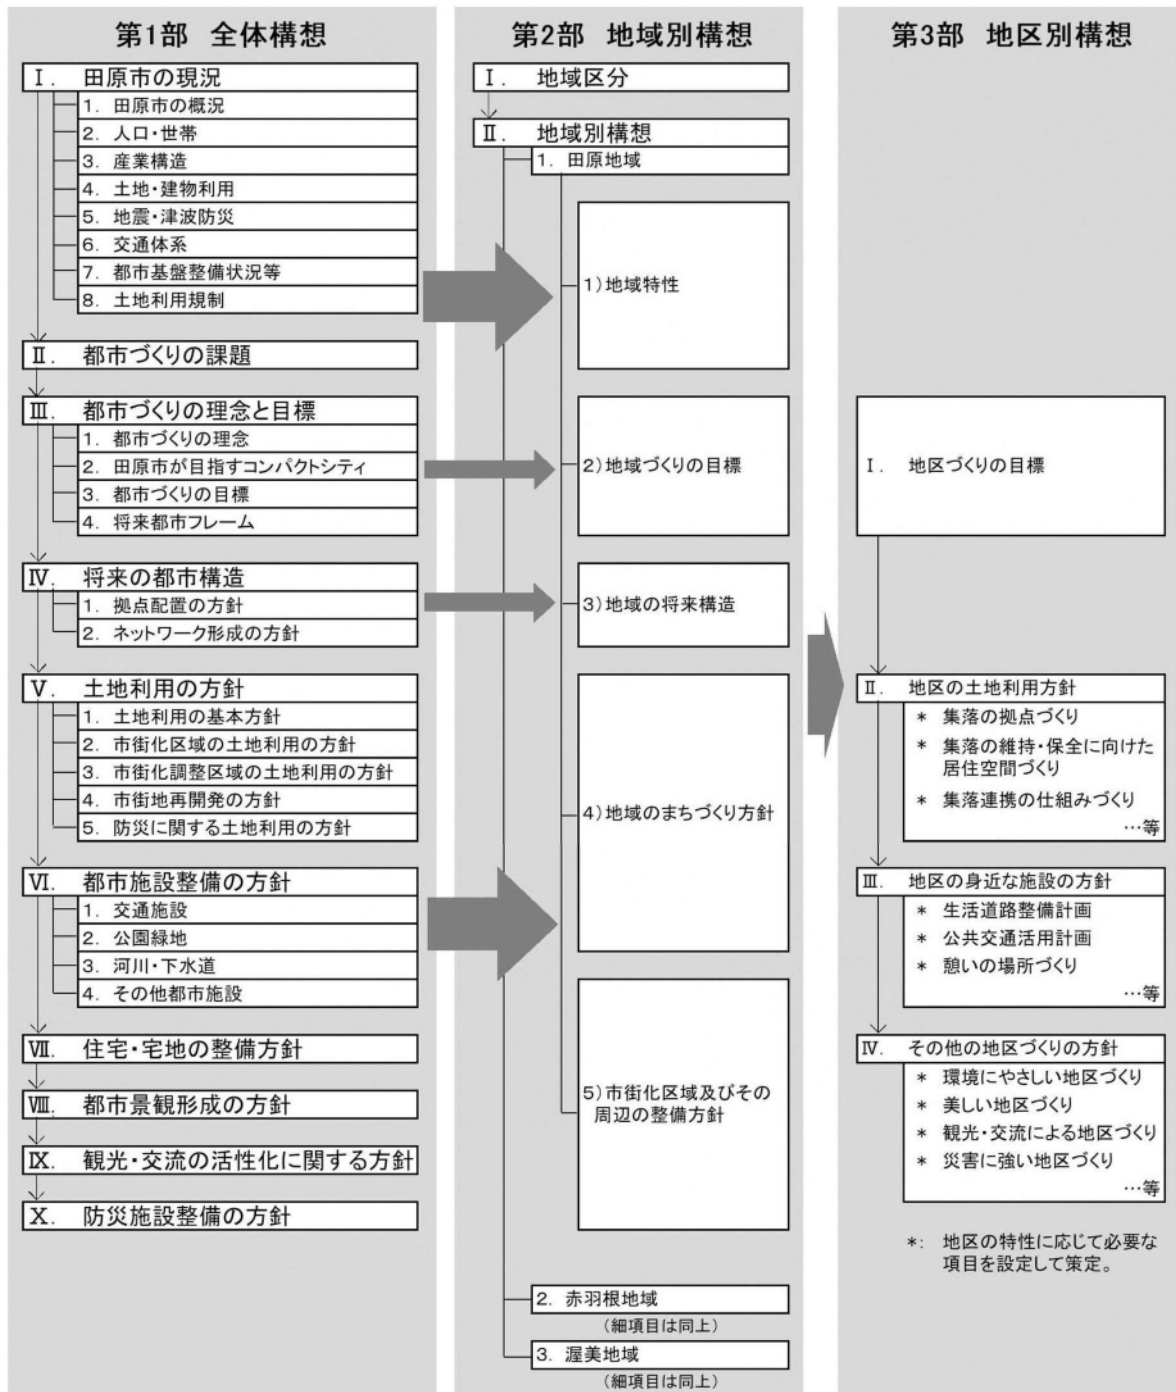 第1部 全体構想
Ⅰ. 田原市の現況
1. 田原市の概況
2. 人口・世帯
3. 産業構造
4. 土地・建物利用
5. 地震・津波防災
6. 交通体系
7. 都市基盤整備状況等
8. 土地利用規制
Ⅱ. 都市づくりの課題
Ⅲ. 都市づくりの理念と目標
1. 都市づくりの理念
2. 田原市が目指すコンパクトシティ
3. 都市づくりの目標
4. 将来都市フレーム
Ⅳ. 将来の都市構造
1. 拠点配置の方針
2. ネットワーク形成の方針
Ⅴ. 土地利用の方針
1. 土地利用の基本方針
2. 市街化区域の土地利用の方針
3. 市街化調整区域の土地利用の方針
4. 市街地再開発の方針
5. 防災に関する土地利用の方針
Ⅵ. 都市施設整備の方針
1. 交通施設
2. 公園緑地
3. 河川・下水道
4. その他都市施設
Ⅶ. 住宅・宅地の整備方針
Ⅷ. 都市景観形成の方針
Ⅸ. 観光・交流の活性化に関する方針
Ⅹ. 防災施設整備の方針
第2部 地域別構想
Ⅰ. 地域区分
Ⅱ. 地域別構想
1. 田原地域
1)地域特性
2)地域づくりの目標
3)地域の将来構造
4)地域のまちづくり方針
5)市街化区域及びその
周辺の整備方針
2. 赤羽根地域
(細項目は同上)
3. 渥美地域
(細項目は同上)
第3部 地区別構想
Ⅰ. 地区づくりの目標
Ⅱ. 地区の土地利用方針
* 集落の拠点づくり
* 集落の維持・保全に向けた
居住空間づくり
* 集落連携の仕組みづくり
…等
Ⅲ. 地区の身近な施設の方針
* 生活道路整備計画
* 公共交通活用計画
* 憩いの場所づくり
…等
Ⅳ. その他の地区づくりの方針
* 環境にやさしい地区づくり
* 美しい地区づくり
* 観光・交流による地区づくり
* 災害に強い地区づくり
…等
*: 地区の特性に応じて必要な
項目を設定して策定。